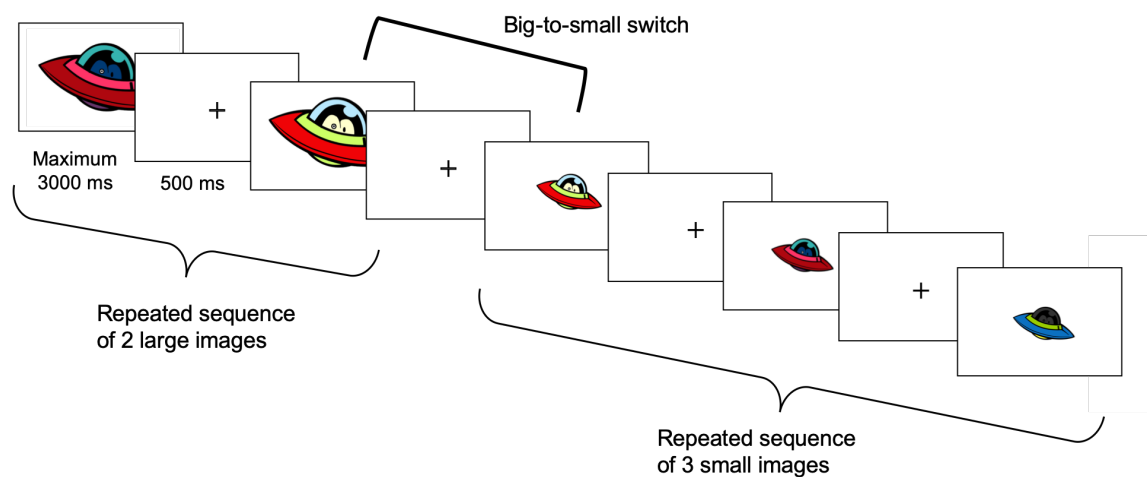 Big-to-small switch
Maximum
3000 ms
500 ms
Repeated sequence
of 2 large images
Repeated sequence
of 3 small images